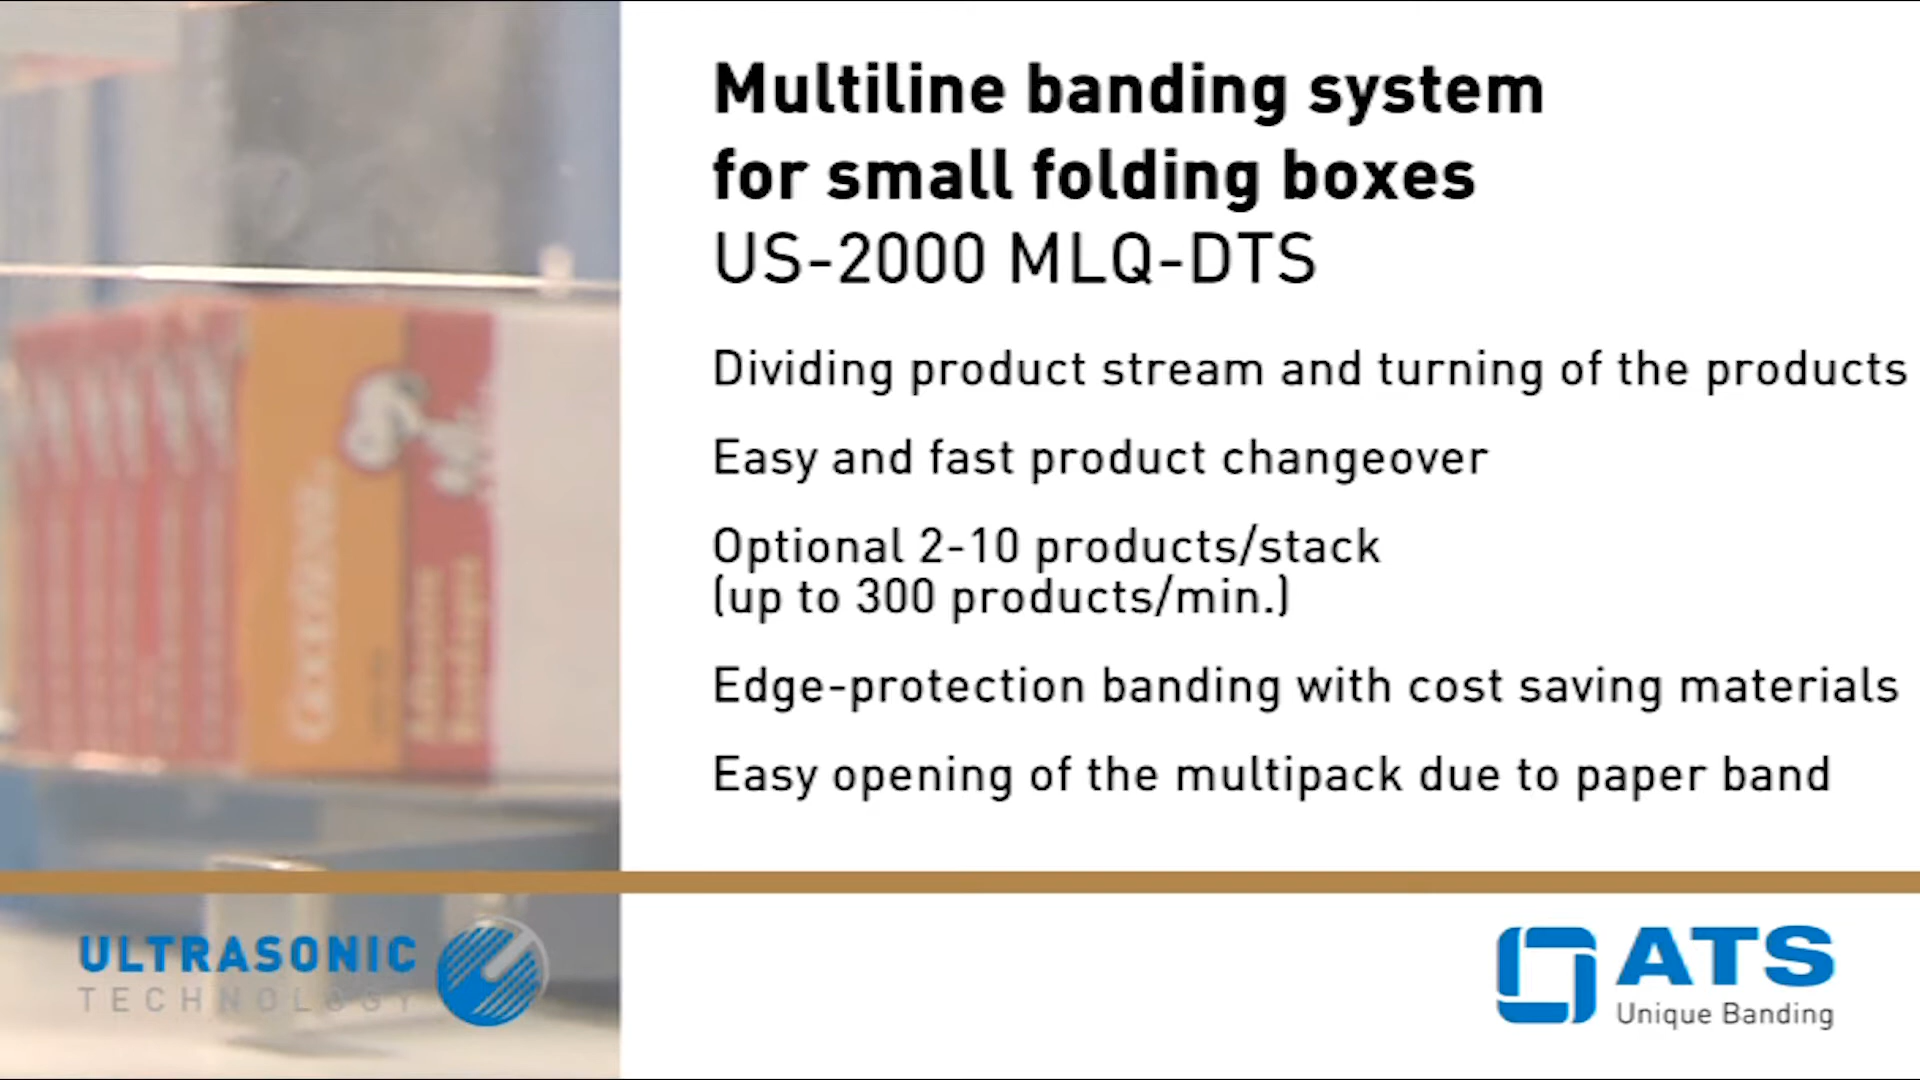 Multiline banding system
for small folding boxes
US-2000 MLQ-DTS
Dividing product stream and turning of the products
Easy and fast product changeover
Optional 2-10 products/stack
(up to 300 products/min.)
Edge-protection banding with cost saving materials
Easy opening of the multipack due to paper band
Adhesive
Bandages
ULTRASONIC
TECHNOLOGY
ATS
Unique Banding